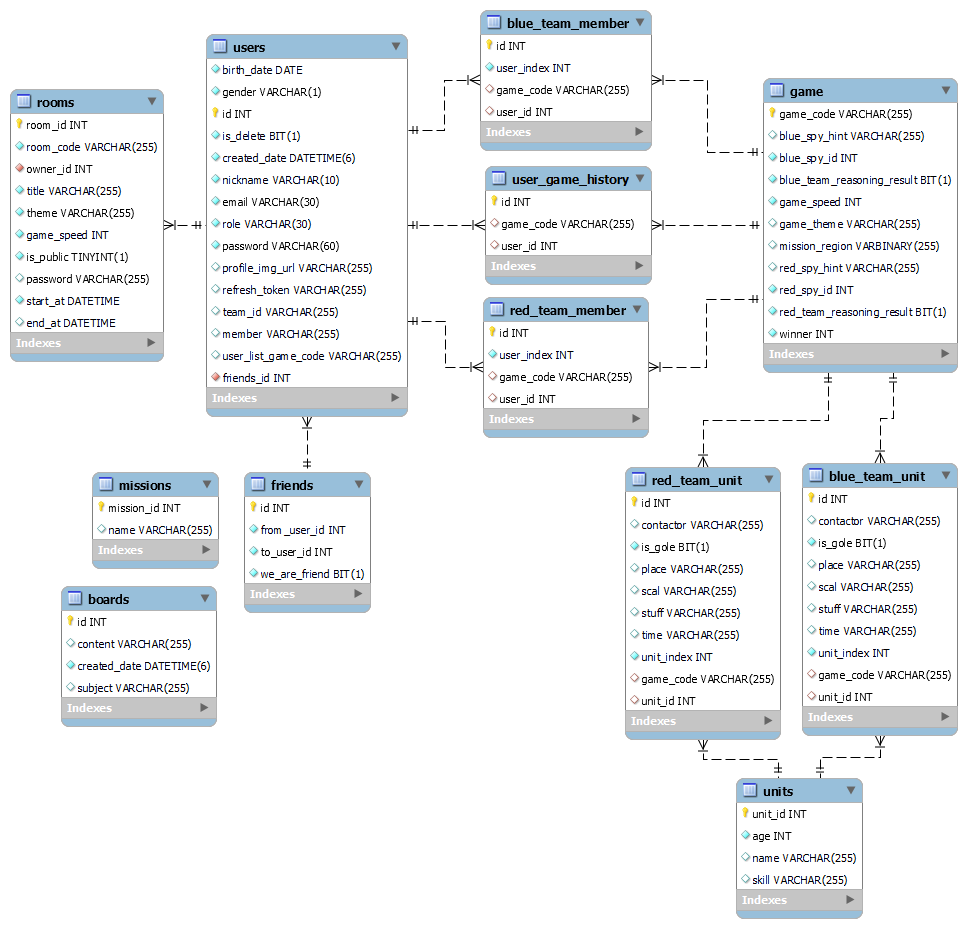 rooms
room_id INT
room_code VARCHAR(255)
owner_id INT
title VARCHAR(255)
theme VARCHAR(255)
game_speed INT
is_public TINYINT(1)
password VARCHAR(255)
start_at DATETIME
end_at DATETIME
Indexes
users
birth_date DATE
gender VARCHAR(1)
id INT
is_delete BIT(1)
created_date DATETIME(6)
nickname VARCHAR(10)
email VARCHAR(30)
role VARCHAR(30)
password VARCHAR(60)
profile_img_url VARCHAR(255)
refresh_token VARCHAR(255)
team_id VARCHAR(255)
member VARCHAR(255)
user_list_game_code VARCHAR(255)
friends_id INT
Indexes
blue_team_member
id INT
user_index INT
game_code VARCHAR(255)
user_id INT
Indexes
user_game_history
id INT
game_code VARCHAR(255)
user_id INT
Indexes
red_team_member
id INT
user_index INT
game_code VARCHAR(255)
user_id INT
Indexes
game
game_code VARCHAR(255)
blue_spy_hint VARCHAR(255)
blue_spy_id INT
blue_team_reasoning_result BIT(1)
game_speed INT
game_theme VARCHAR(255)
mission_region VARBINARY(255)
red_spy_hint VARCHAR(255)
red_spy_id INT
red_team_reasoning_result BIT(1)
winner INT
Indexes
missions
mission_id INT
name VARCHAR(255)
Indexes
friends
id INT
from_user_id INT
to_user_id INT
we_are_friend BIT(1)
Indexes
boards
id INT
content VARCHAR(255)
created_date DATETIME(6)
subject VARCHAR(255)
Indexes
red_team_unit
id INT
contactor VARCHAR(255)
is_gole BIT(1)
place VARCHAR(255)
scal VARCHAR(255)
stuff VARCHAR(255)
time VARCHAR(255)
unit_index INT
game_code VARCHAR(255)
unit_id INT
Indexes
blue_team_unit
id INT
contactor VARCHAR(255)
is_gole BIT(1)
place VARCHAR(255)
scal VARCHAR(255)
stuff VARCHAR(255)
time VARCHAR(255)
unit_index INT
game_code VARCHAR(255)
unit_id INT
Indexes
units
unit_id INT
age INT
name VARCHAR(255)
skill VARCHAR(255)
Indexes